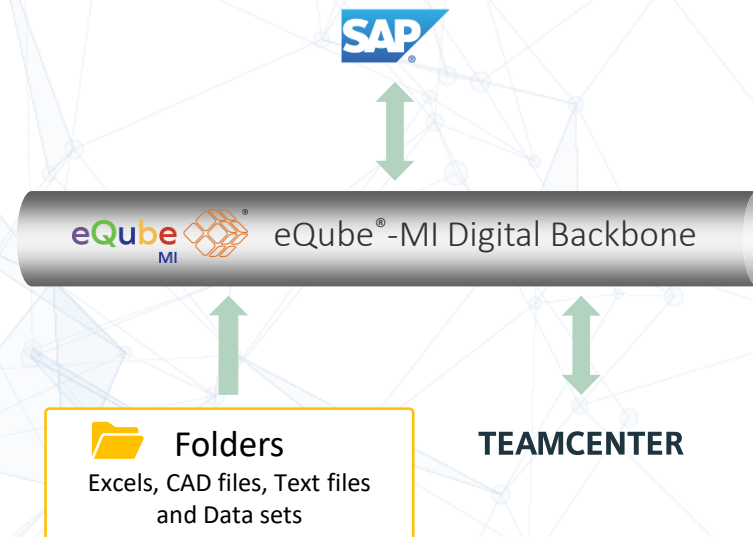 SAP®
eQube® eQube®-MI Digital Backbone
MI
Folders
Excels, CAD files, Text files
and Data sets
TEAMCENTER